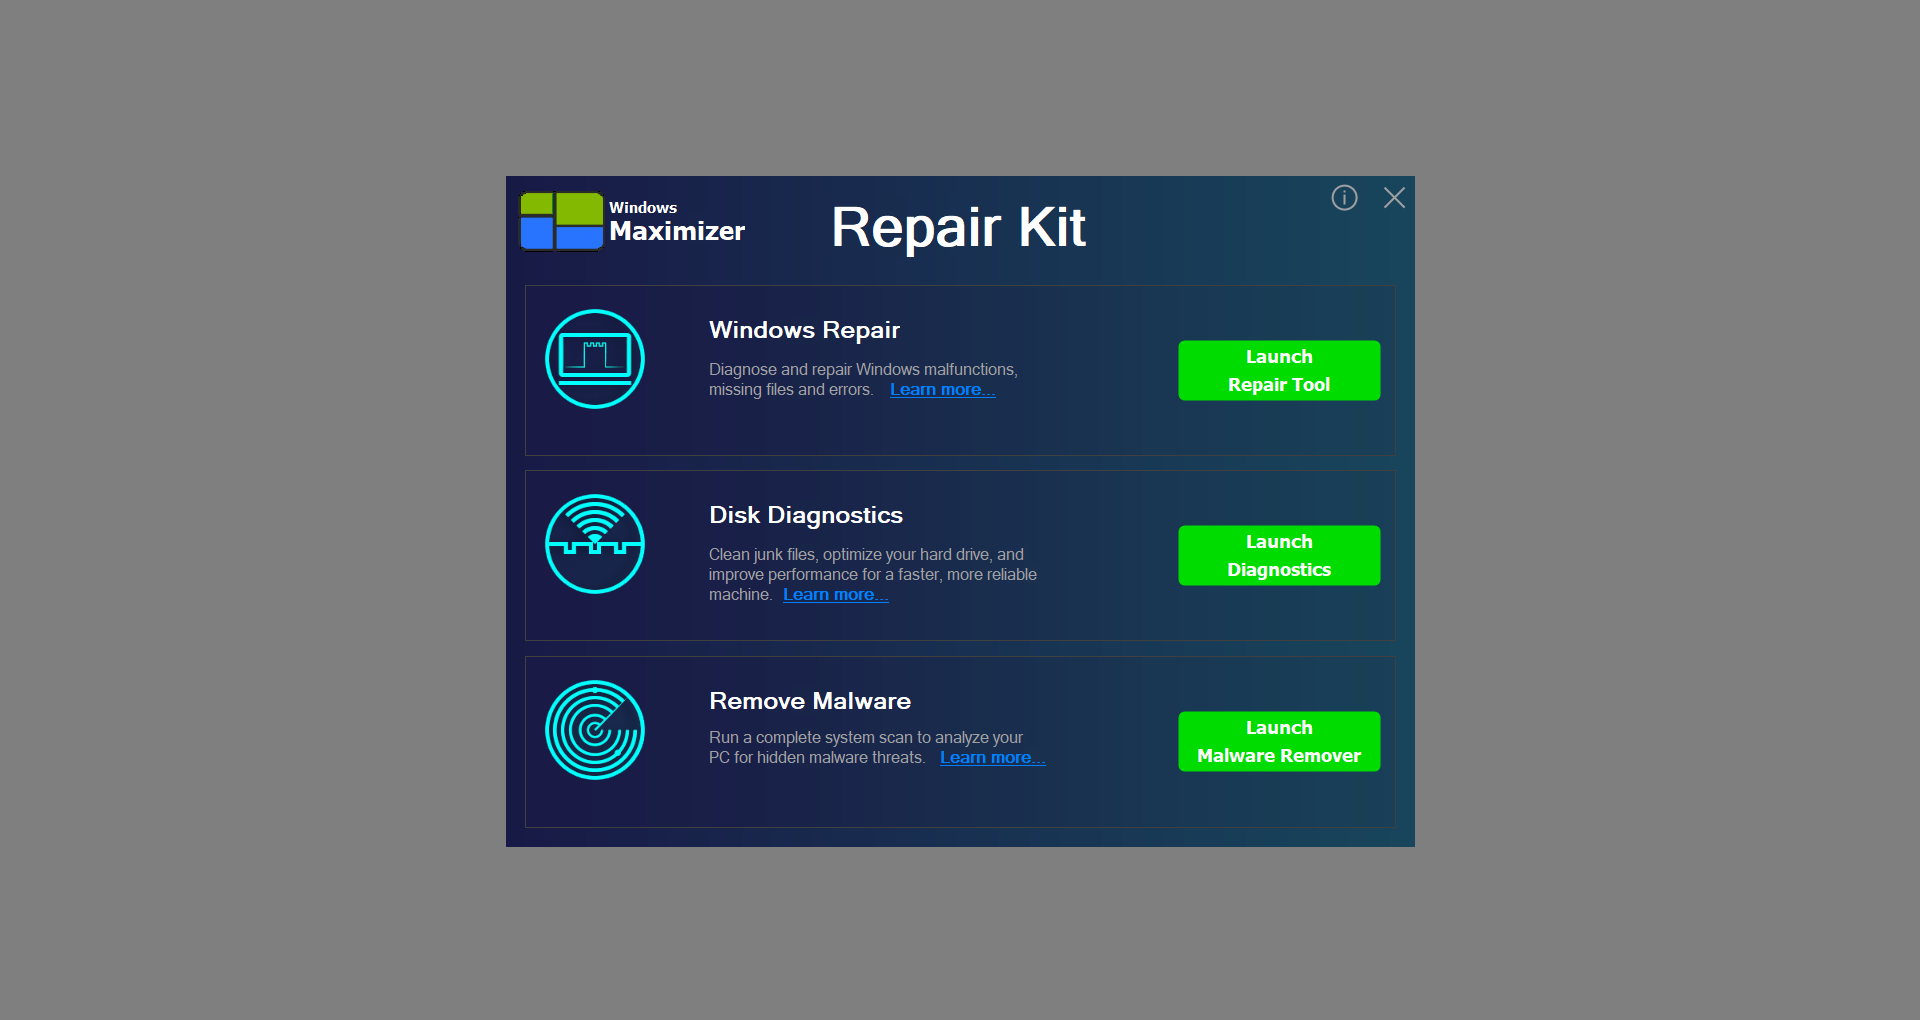 Windows
Maximizer
Repair Kit
Windows Repair
Diagnose and repair Windows malfunctions,
missing files and errors. Learn more...
Launch
Repair Tool
Disk Diagnostics
Clean junk files, optimize your hard drive, and
improve performance for a faster, more reliable
machine. Learn more...
Launch
Diagnostics
Remove Malware
Run a complete system scan to analyze your
PC for hidden malware threats. Learn more...
Launch
Malware Remover